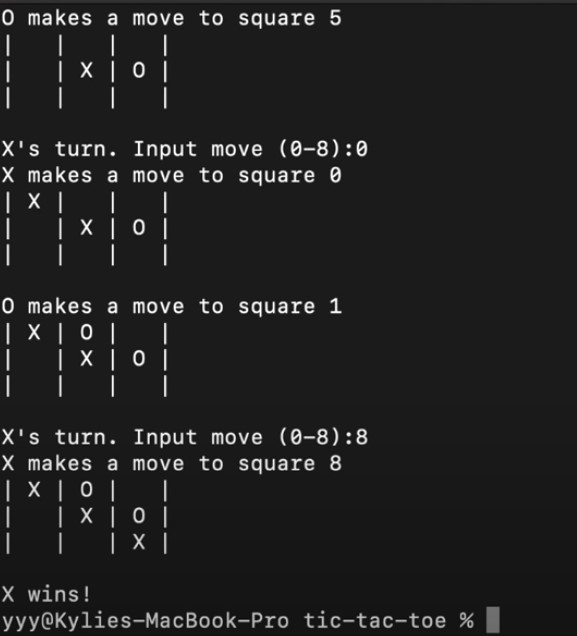 O makes a move to square 5
|   |   |   |
|   | X | O |
|   |   |   |
X's turn. Input move (0-8):0
X makes a move to square 0
| X |   |   |
|   | X | O |
|   |   |   |
O makes a move to square 1
| X | O |   |
|   | X | O |
|   |   |   |
X's turn. Input move (0-8):8
X makes a move to square 8
| X | O |   |
|   | X | O |
|   |   | X |
X wins!
yyy@Kylies-MacBook-Pro tic-tac-toe %